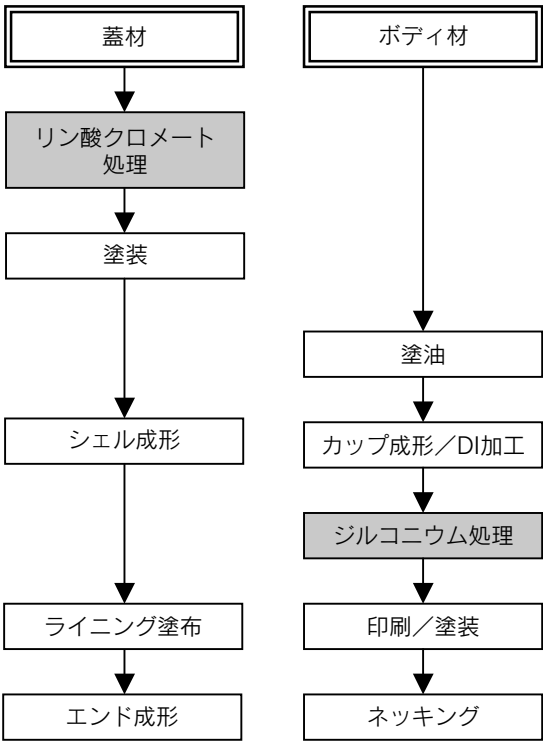 蓋材
リン酸クロメート
処理
塗装
シェル成形
ライニング塗布
エンド成形
ボディ材
塗油
カップ成形／DI加工
ジルコニウム処理
印刷／塗装
ネッキング